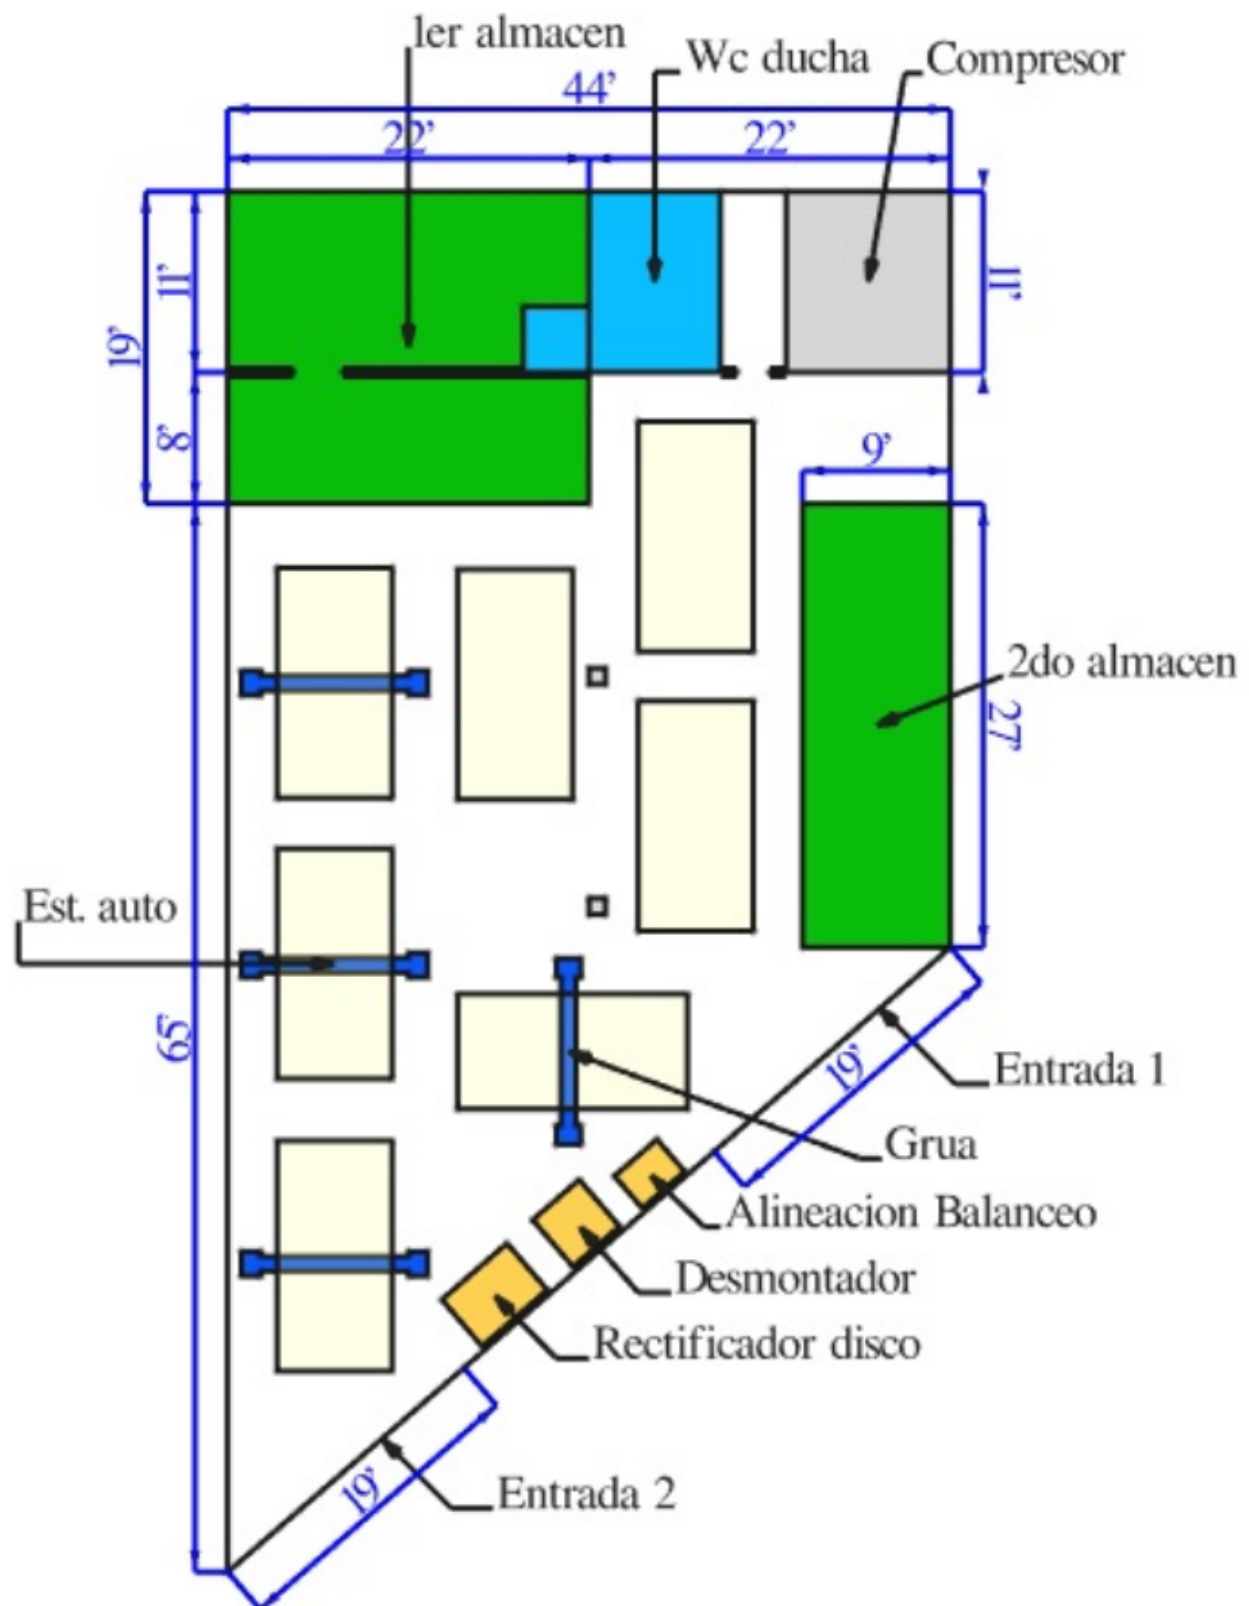 1er almacen
Wc ducha
Compresor
44'
22'
22'
11'
19'
11'
8'
9'
2do almacen
27'
Est. auto
65'
Entrada 1
19'
Grua
Alineacion Balanceo
Desmontador
Rectificador disco
Entrada 2
19'